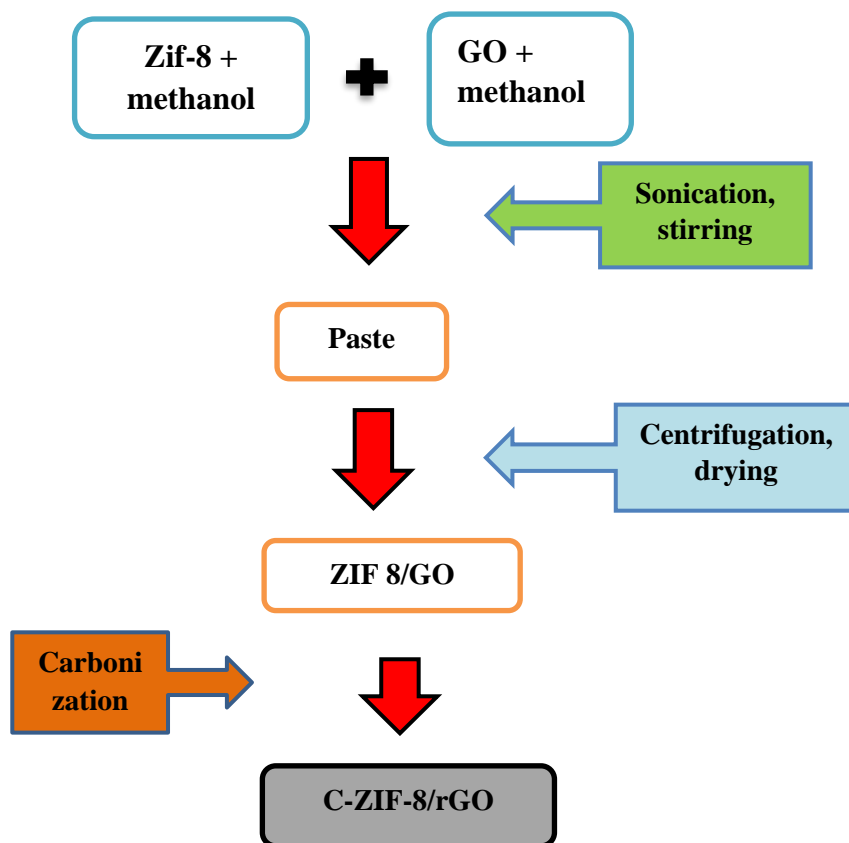 Zif-8 +
methanol
GO +
methanol
Sonication,
stirring
Paste
Centrifugation,
drying
ZIF 8/GO
Carboni
zation
C-ZIF-8/rGO